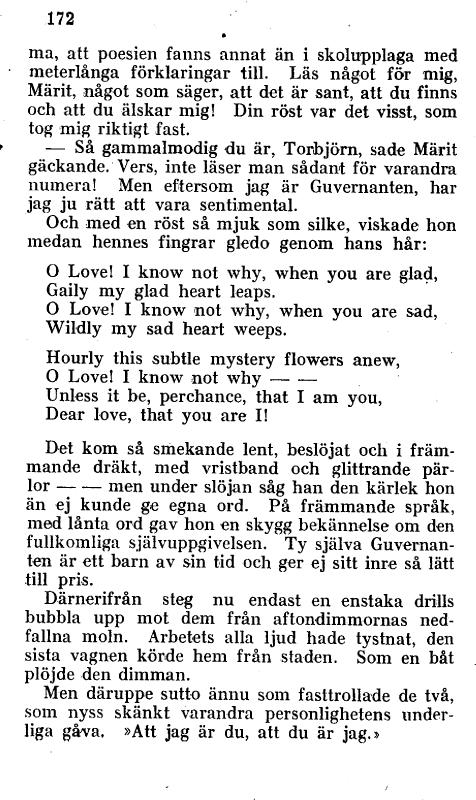 172
ma, att poesien fanns annat än i skolupplaga med
meterlånga förklaringar till. Läs något för mig,
Märit, något som säger, att det är sant, att du finns
och att du älskar mig! Din röst var det visst, som
tog mig riktigt fast.
— Så gammalmodig du är, Torbjörn, sade Märit
gäckande. Vers, inte läser man sådant för varandra
numera! Men eftersom jag är Guvernanten, har
jag ju rätt att vara sentimental.
Och med en röst så mjuk som silke, viskade hon
medan hennes fingrar gledo genom hans hår:
O Love! I know not why, when you are glad,
Gaily my glad heart leaps.
O Love! I know not why, when you are sad,
Wildly my sad heart weeps.
Hourly this subtle mystery flowers anew,
O Love! I know not why — —
Unless it be, perchance, that I am you,
Dear love, that you are I!
Det kom så smekande lent, beslöjat och i främ-
mande dräkt, med vristband och glittrande pär-
lor — — men under slöjan såg han den kärlek hon
än ej kunde ge egna ord. På främmande språk,
med lånta ord gav hon en skygg bekännelse om den
fullkomliga självuppgivelsen. Ty själva Guvernan-
ten är ett barn av sin tid och ger ej sitt inre så lätt
till pris.
Därnerifrån steg nu endast en enstaka drills
bubbla upp mot dem från aftondimmornas ned-
fallna moln. Arbetets alla ljud hade tystnat, den
sista vagnen körde hem från staden. Som en båt
plöjde den dimman.
Men däruppe sutto ännu som fasttrollade de två,
som nyss skänkt varandra personlighetens under-
liga gåva. »Att jag är du, att du är jag.»